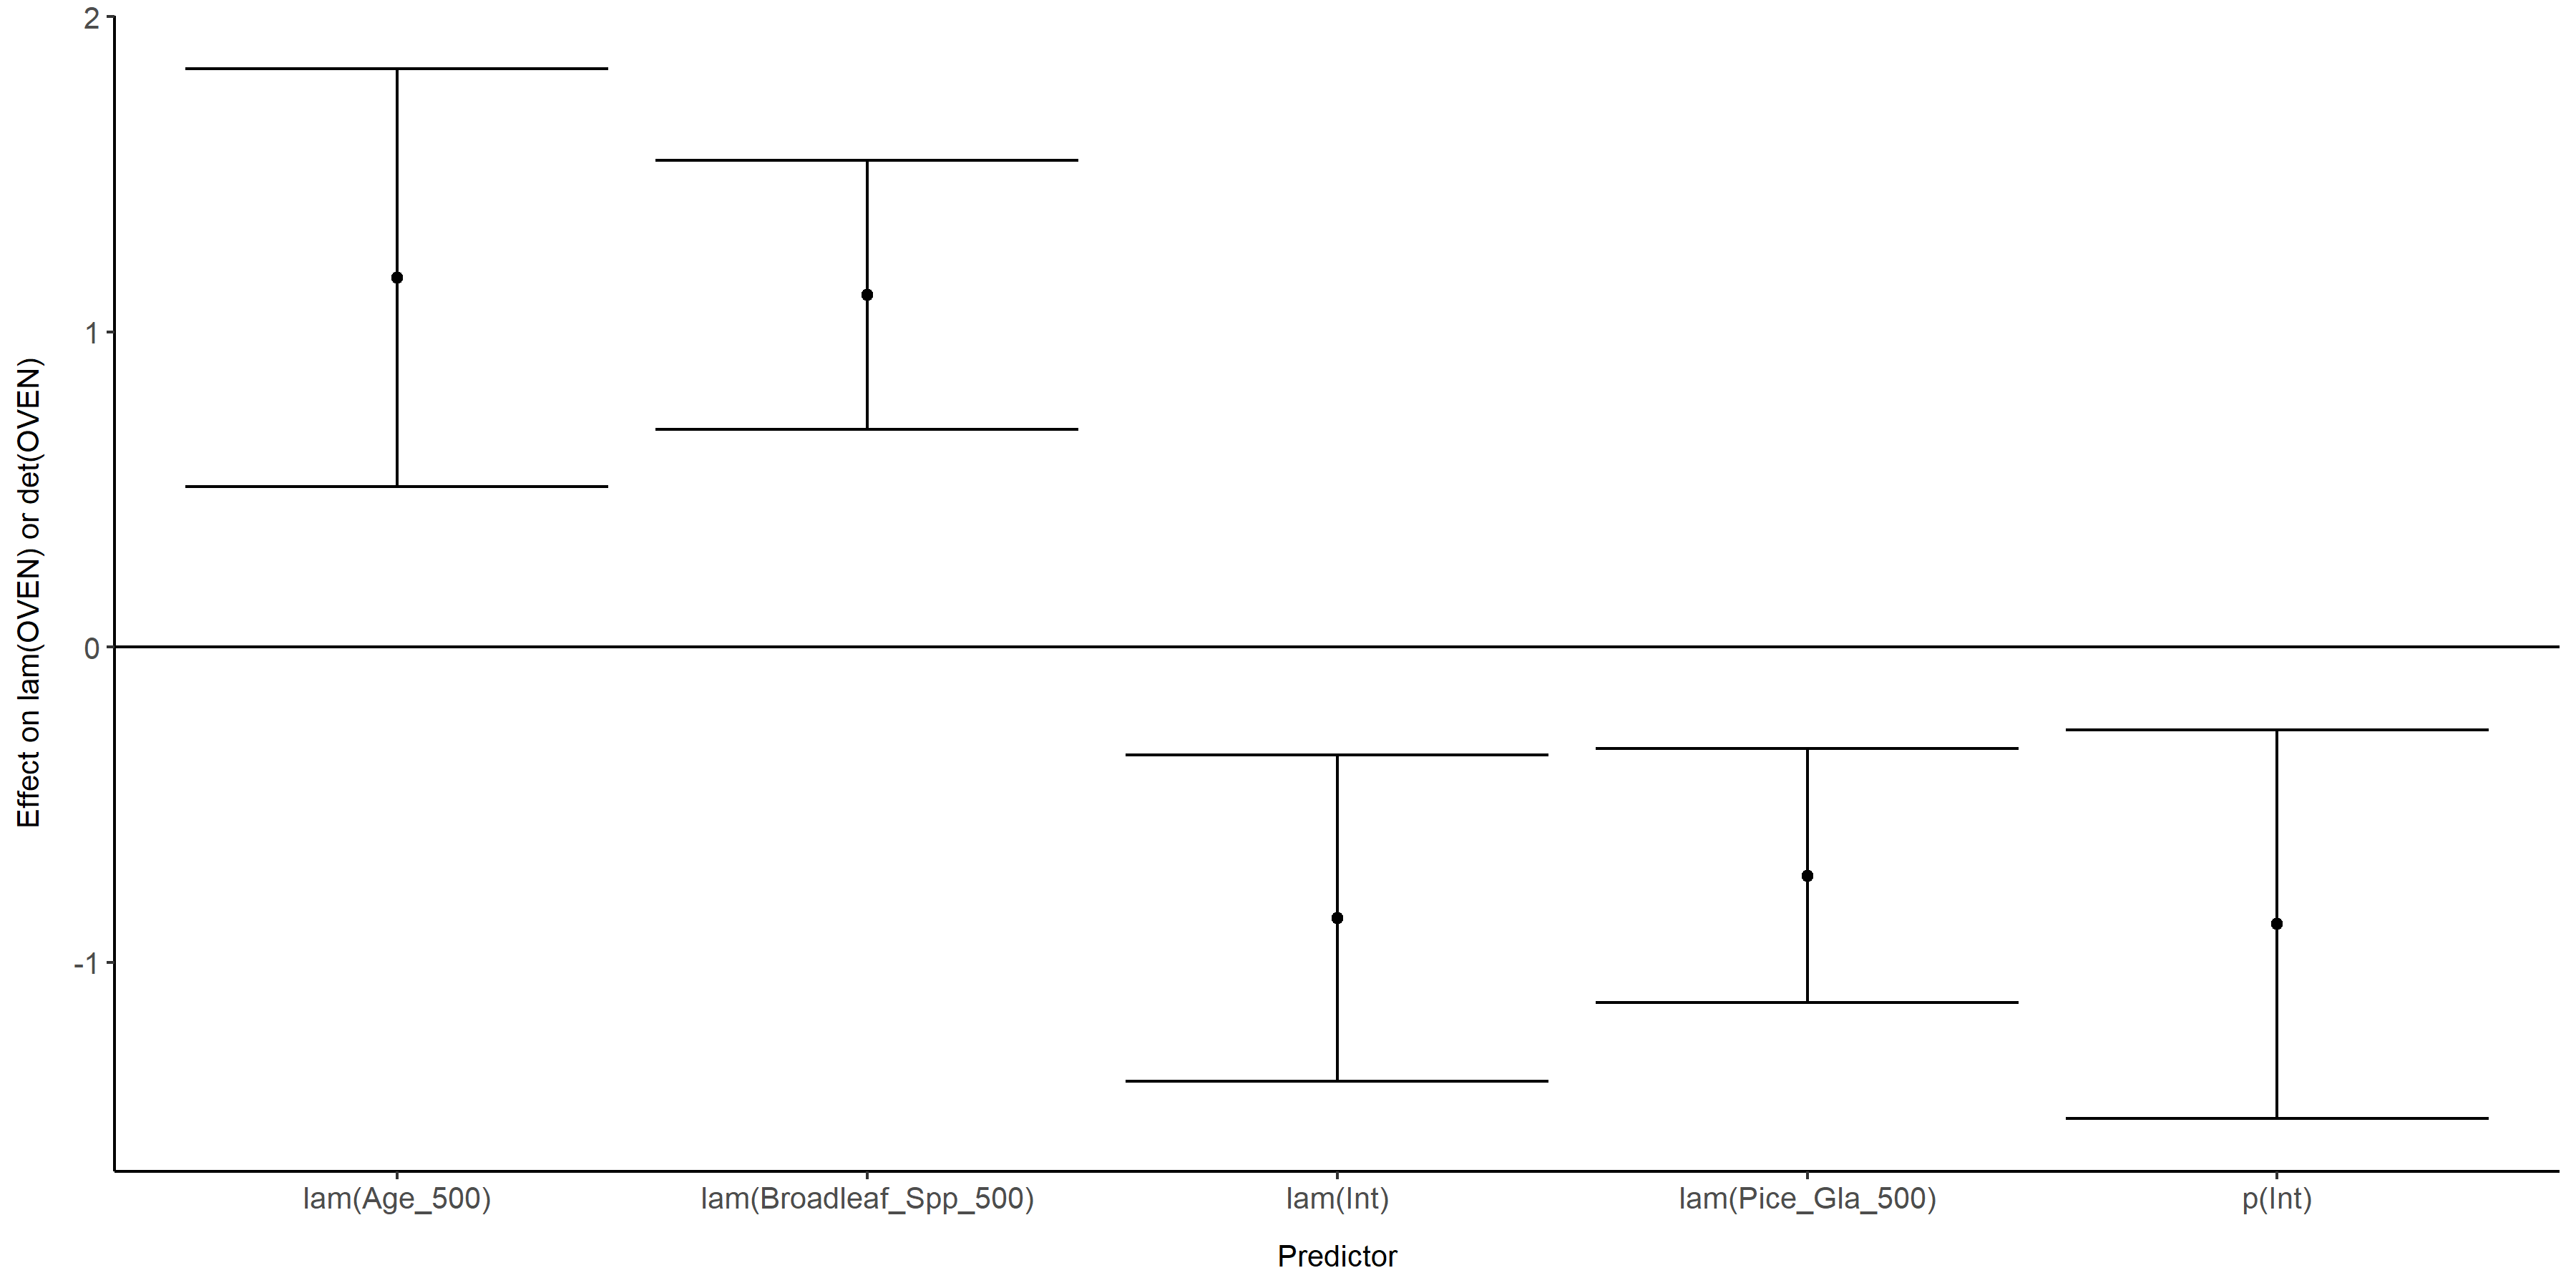 Effect on lam(OVEN) or det(OVEN)
2
1
0
-1
lam(Age_500)
lam(Broadleaf_Spp_500)
lam(Int)
lam(Pice_Gla_500)
p(Int)
Predictor